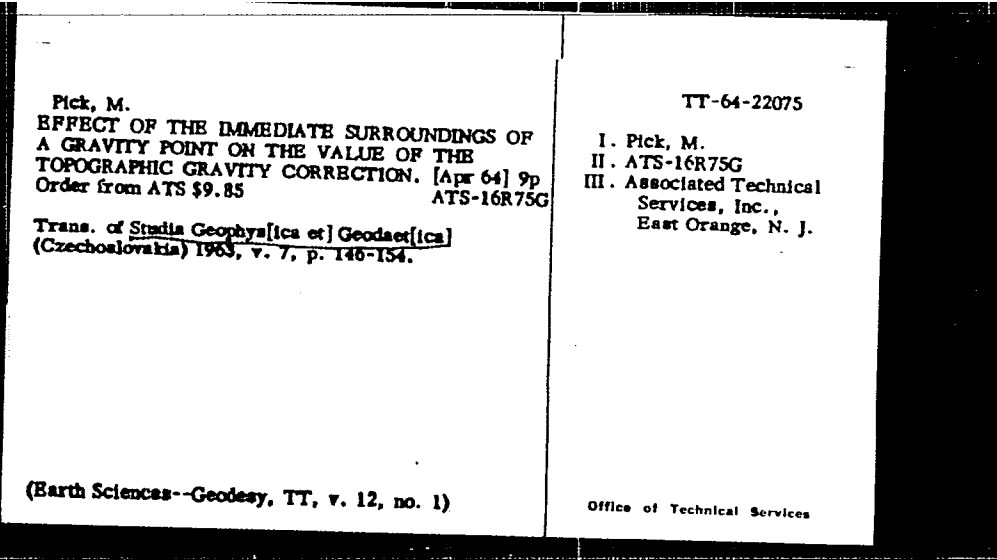 Pick, M.
EFFECT OF THE IMMEDIATE SURROUNDINGS OF
A GRAVITY POINT ON THE VALUE OF THE
TOPOGRAPHIC GRAVITY CORRECTION. [Apr 64] 9p
Order from ATS $9.85 ATS-16R75G
Trans. of Studia Geophys[ica et] Geodaet[ica]
(Czechoslovakia) 1963, v. 7, p. 146-154.
(Earth Sciences--Geodesy, TT, v. 12, no. 1)
TT-64-22075
I. Pick, M.
II. ATS-16R75G
III. Associated Technical
Services, Inc.,
East Orange, N. J.
Office of Technical Services